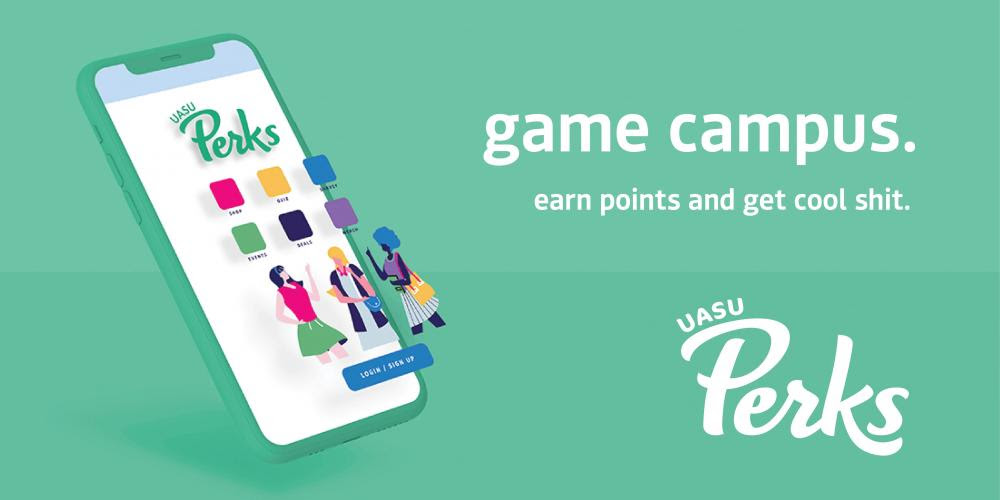 UASU
Perks
SHOP
QUIZ
SURVEY
EVENTS
DEALS
MERCH
LOGIN / SIGN UP
game campus.
earn points and get cool shit.
UASU
Perks